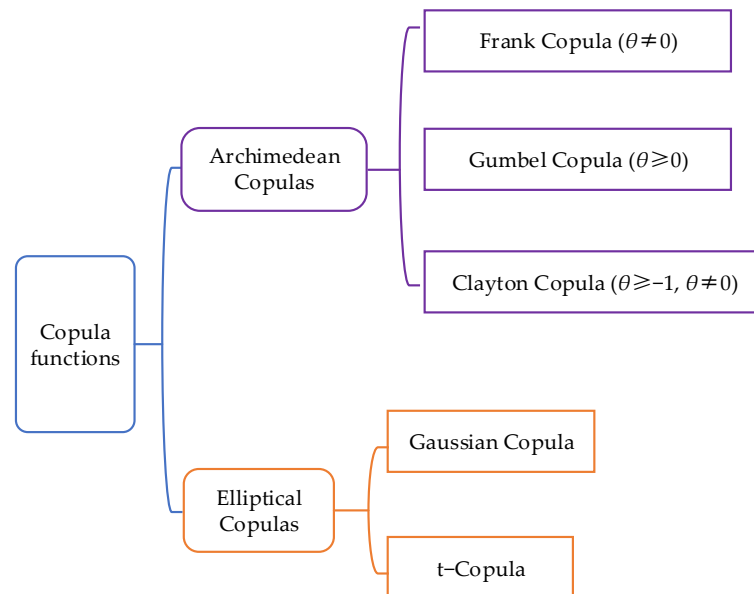 Frank Copula (θ≠0)
Archimedean
Copulas
Gumbel Copula (θ⩾0)
Clayton Copula (θ⩾−1, θ≠0)
Copula
functions
Gaussian Copula
Elliptical
Copulas
t−Copula